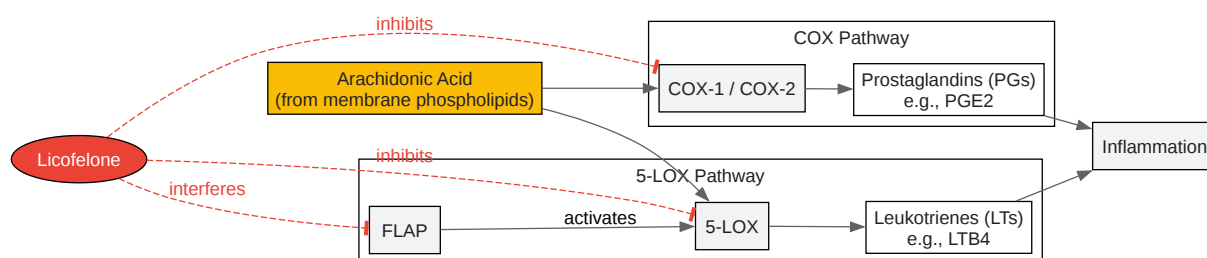 inhibits
COX Pathway
Arachidonic Acid
(from membrane phospholipids)
COX-1 / COX-2
Prostaglandins (PGs)
e.g., PGE2
Inflammation
Licofelone
inhibits
5-LOX Pathway
interferes
FLAP
activates
5-LOX
Leukotrienes (LTs)
e.g., LTB4